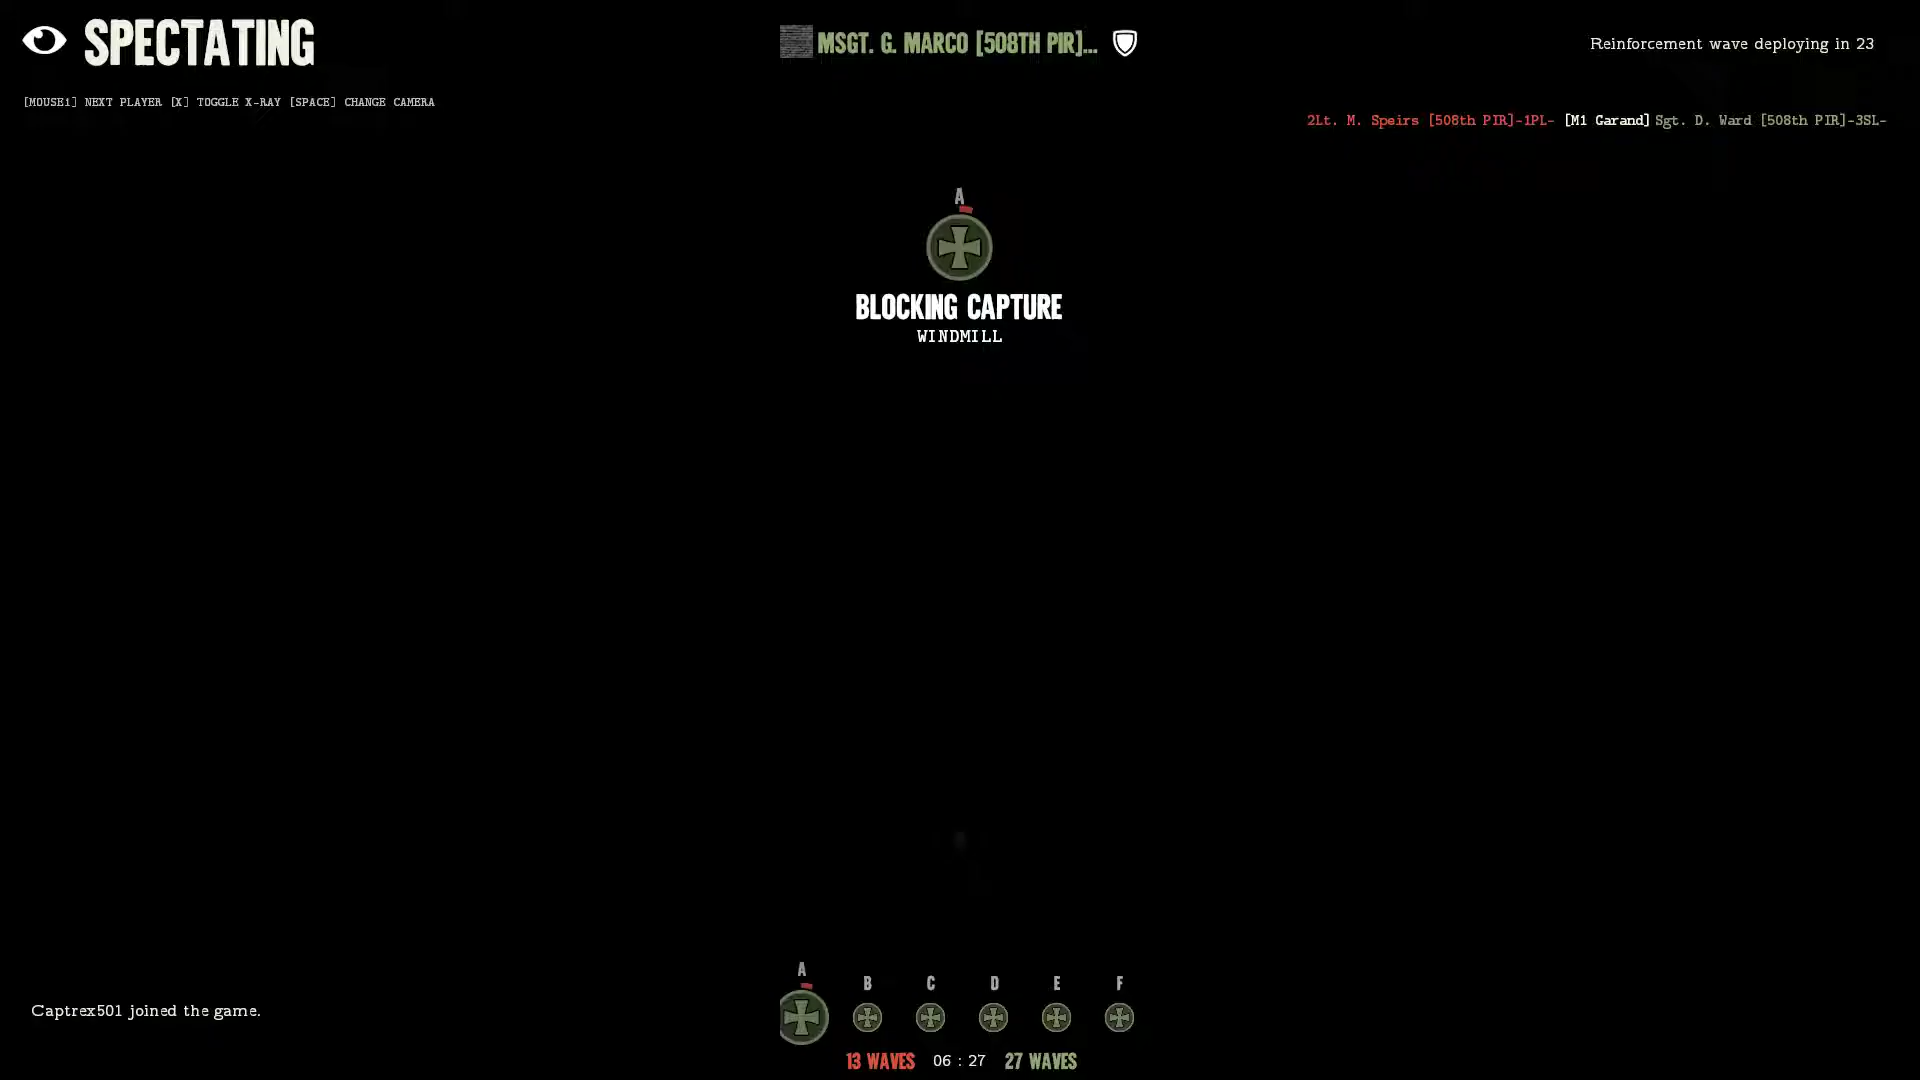 SPECTATING
MSGT. G. MARCO [508TH PIR]...
Reinforcement wave deploying in 23
[MOUSE1] NEXT PLAYER [X] TOGGLE X-RAY [SPACE] CHANGE CAMERA
2Lt. M. Speirs [508th PIR]-1PL- [M1 Garand] Sgt. D. Ward [508th PIR]-3SL-
A
BLOCKING CAPTURE
WINDMILL
A B C D E F
Captrex501 joined the game.
13 WAVES 06 : 27 27 WAVES